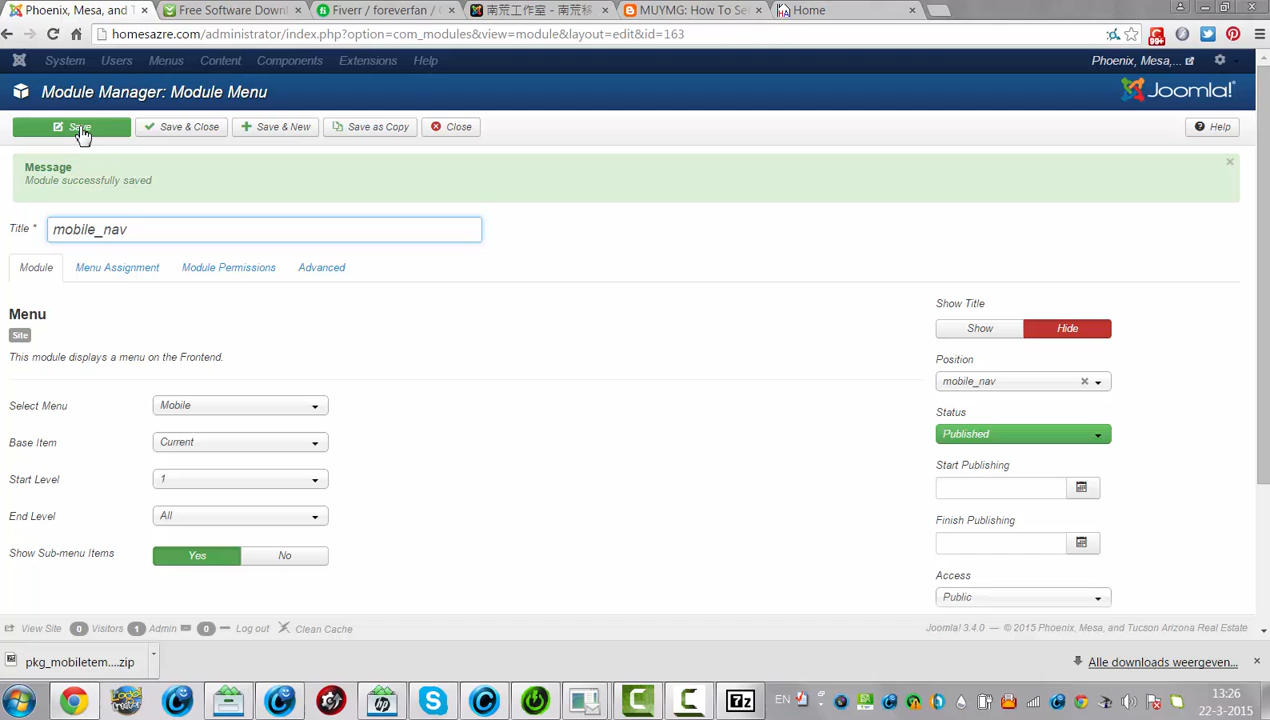 Phoenix, Mesa, and T
Free Software Downl
Fiverr / foreverfan / C
南荒工作室 - 南荒移
MUYMG: How To Se
Home
homesazre.com/administrator/index.php?option=com_modules&view=module&layout=edit&id=163
99+
System Users Menus Content Components Extensions Help
Phoenix, Mesa,...
Module Manager: Module Menu
Joomla!
Save
Save & Close
Save & New
Save as Copy
Close
Help
Message
Module successfully saved
Title * mobile_nav
Module Menu Assignment Module Permissions Advanced
Menu
Site
This module displays a menu on the Frontend.
Select Menu Mobile
Base Item Current
Start Level 1
End Level All
Show Sub-menu Items Yes No
Show Title
Show Hide
Position
mobile_nav
Status
Published
Start Publishing
Finish Publishing
Access
Public
View Site 0 Visitors 1 Admin 0 Log out Clean Cache
Joomla! 3.4.0 — © 2015 Phoenix, Mesa, and Tucson Arizona Real Estate
pkg_mobiletem....zip
Alle downloads weergeven...
EN
13:26
22-3-2015